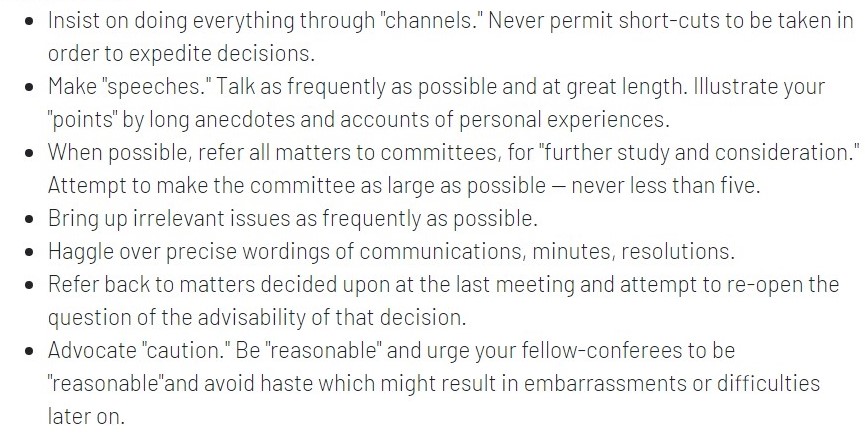 • Insist on doing everything through "channels." Never permit short-cuts to be taken in
order to expedite decisions.
• Make "speeches." Talk as frequently as possible and at great length. Illustrate your
"points" by long anecdotes and accounts of personal experiences.
• When possible, refer all matters to committees, for "further study and consideration."
Attempt to make the committee as large as possible — never less than five.
• Bring up irrelevant issues as frequently as possible.
• Haggle over precise wordings of communications, minutes, resolutions.
• Refer back to matters decided upon at the last meeting and attempt to re-open the
question of the advisability of that decision.
• Advocate "caution." Be "reasonable" and urge your fellow-conferees to be
"reasonable"and avoid haste which might result in embarrassments or difficulties
later on.